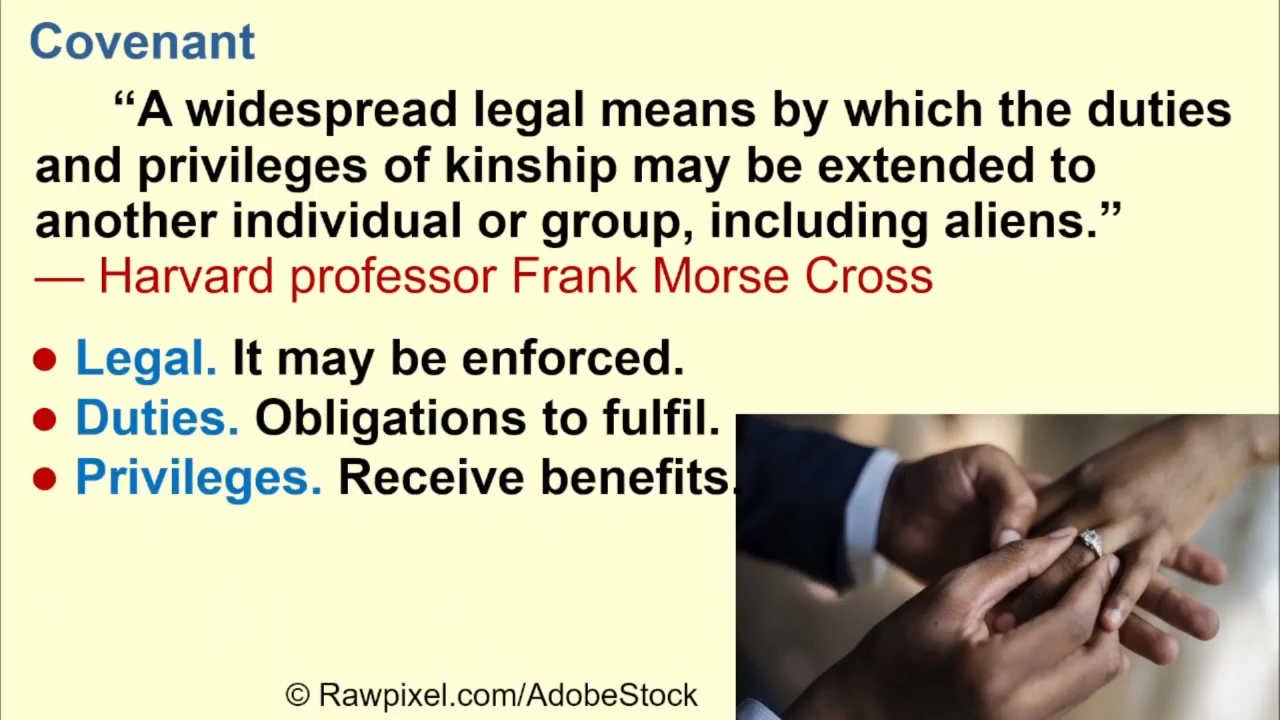 Covenant
“A widespread legal means by which the duties
and privileges of kinship may be extended to
another individual or group, including aliens.”
— Harvard professor Frank Morse Cross
● Legal. It may be enforced.
● Duties. Obligations to fulfil.
● Privileges. Receive benefits.
© Rawpixel.com/AdobeStock